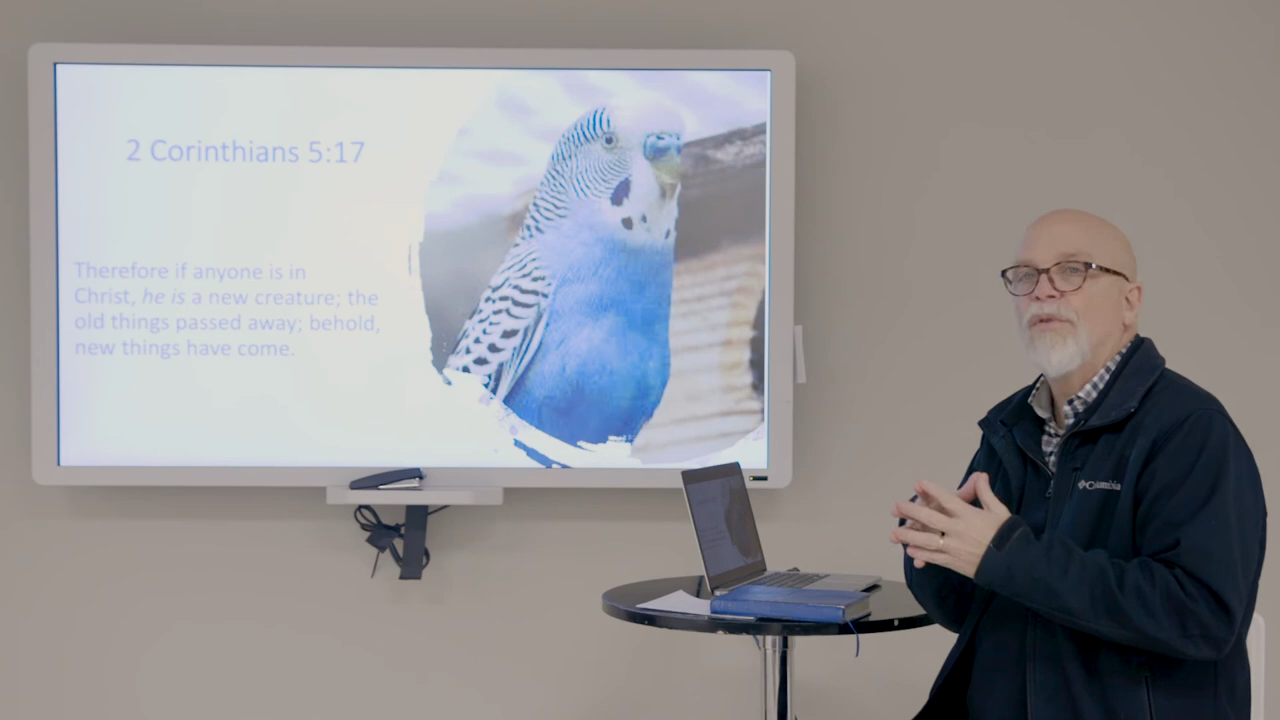 2 Corinthians 5:17
Therefore if anyone is in
Christ, he is a new creature; the
old things passed away; behold,
new things have come.
Columbia